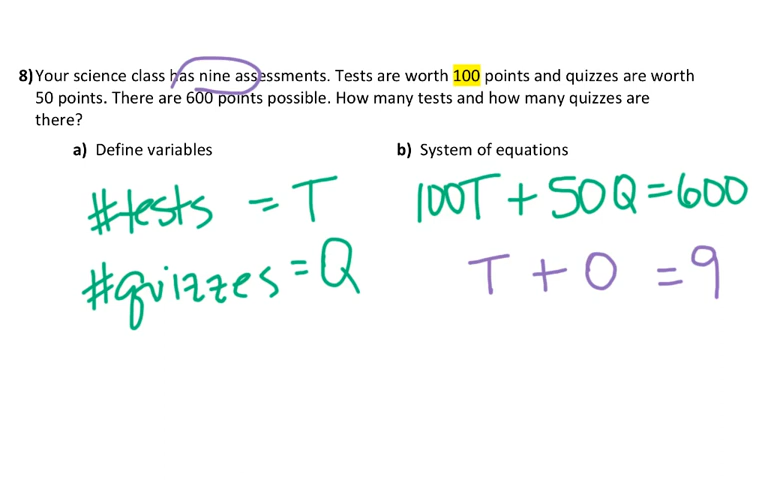 8) Your science class has nine assessments. Tests are worth 100 points and quizzes are worth
50 points. There are 600 points possible. How many tests and how many quizzes are
there?
a) Define variables
b) System of equations
#tests = T
#quizzes = Q
100T + 50Q = 600
T + O = 9